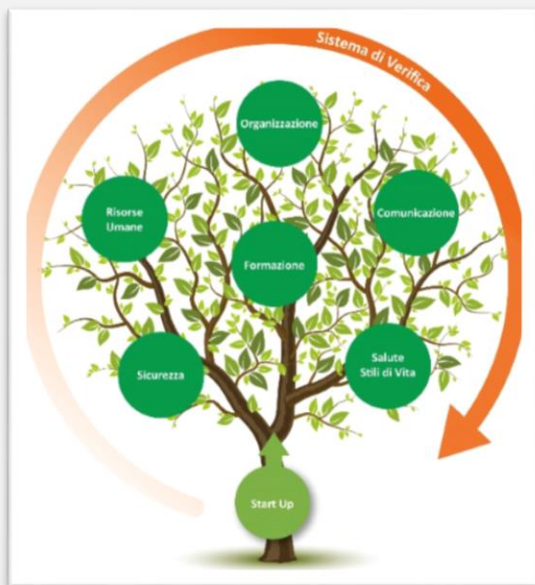 Sistema di Verifica
Organizzazione
Risorse
Umane
Comunicazione
Formazione
Sicurezza
Salute
Stili di Vita
Start Up